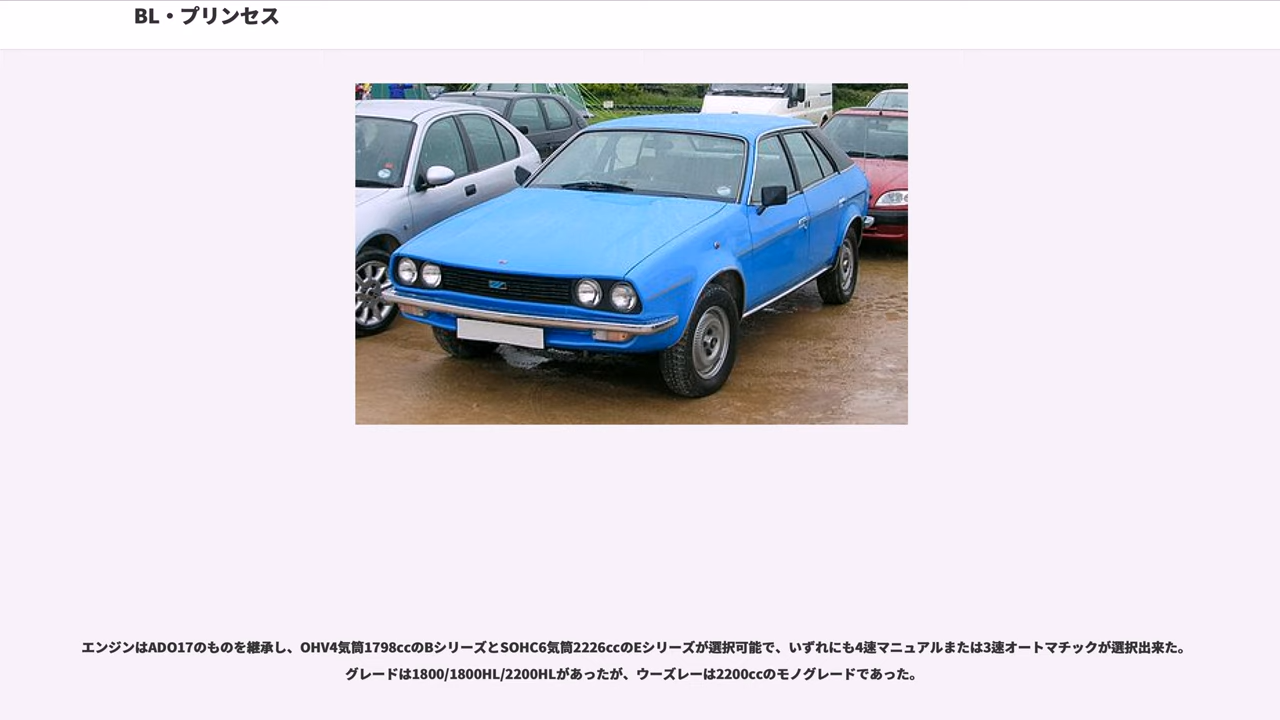 BL・プリンセス
エンジンはADO17のものを継承し、OHV4気筒1798ccのBシリーズとSOHC6気筒2226ccのEシリーズが選択可能で、いずれにも4速マニュアルまたは3速オートマチックが選択出来た。
グレードは1800/1800HL/2200HLがあったが、ウーズレーは2200ccのモノグレードであった。